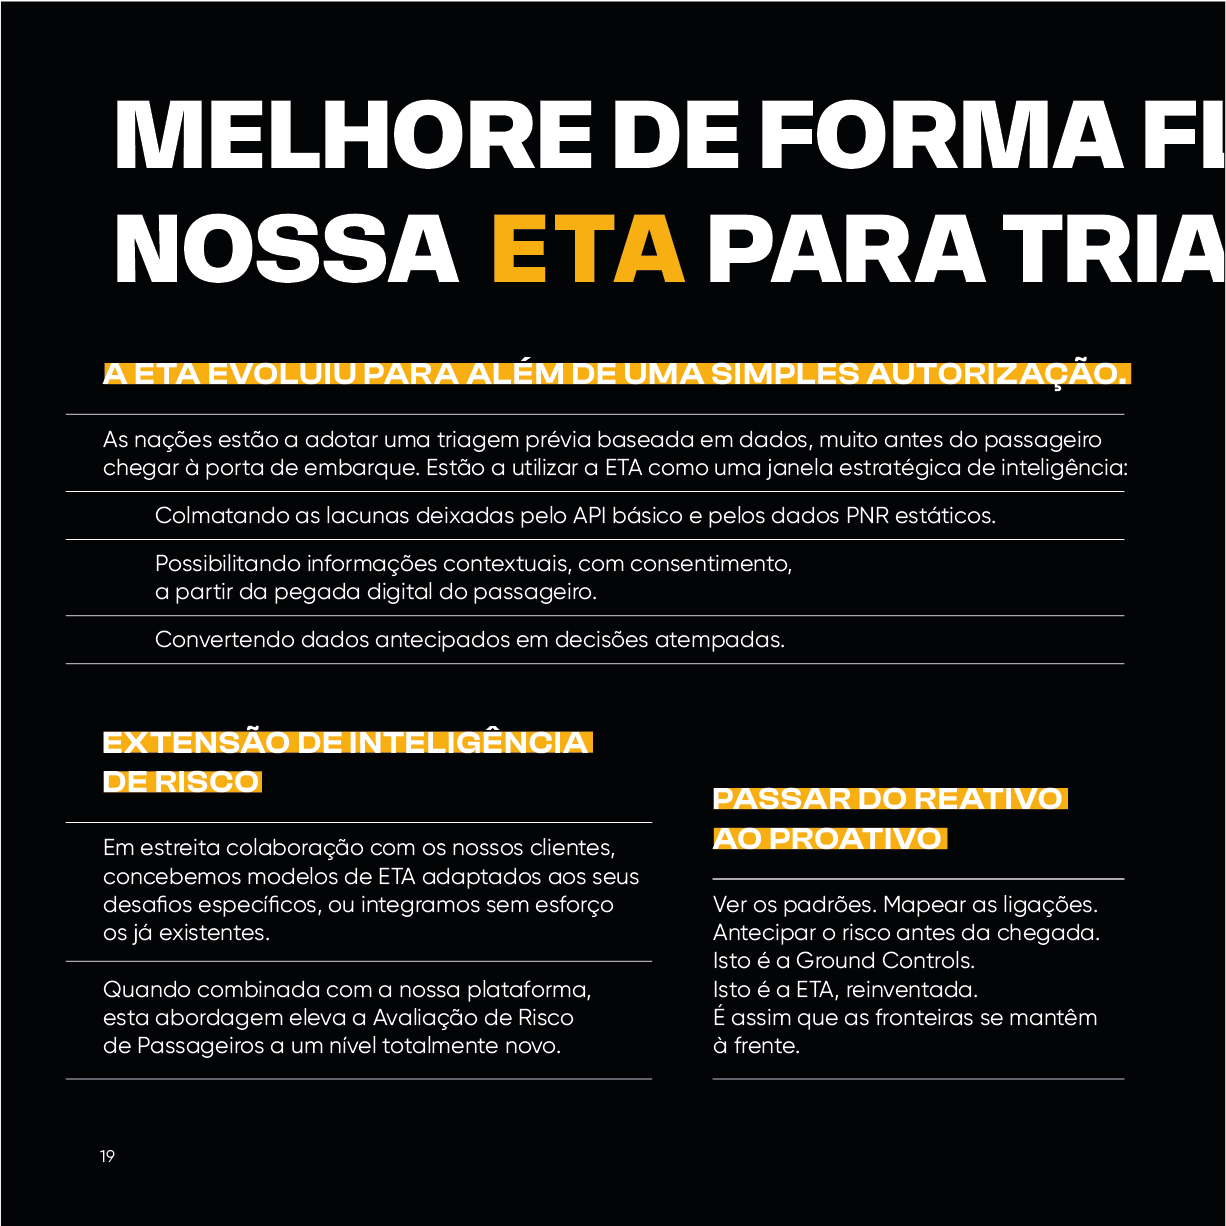 MELHORE DE FORMA
NOSSA ETA PARA
A ETA EVOLUIU PARA ALÉM DE UMA SIMPLES AUTORIZAÇÃO.
As nações estão a adotar uma triagem prévia baseada em dados, muito antes do passageiro
chegar à porta de embarque. Estão a utilizar a ETA como uma janela estratégica de inteligência:
Colmatando as lacunas deixadas pelo API básico e pelos dados PNR estáticos.
Possibilitando informações contextuais, com consentimento,
a partir da pegada digital do passageiro.
Convertendo dados antecipados em decisões atempadas.
EXTENSÃO DE INTELIGÊNCIA
DE RISCO
Em estreita colaboração com os nossos clientes,
concebemos modelos de ETA adaptados aos seus
desafios específicos, ou integramos sem esforço
os já existentes.
Quando combinada com a nossa plataforma,
esta abordagem eleva a Avaliação de Risco
de Passageiros a um nível totalmente novo.
PASSAR DO REATIVO
AO PROATIVO
Ver os padrões. Mapear as ligações.
Antecipar o risco antes da chegada.
Isto é a Ground Controls.
Isto é a ETA, reinventada.
É assim que as fronteiras se mantêm
à frente.
19